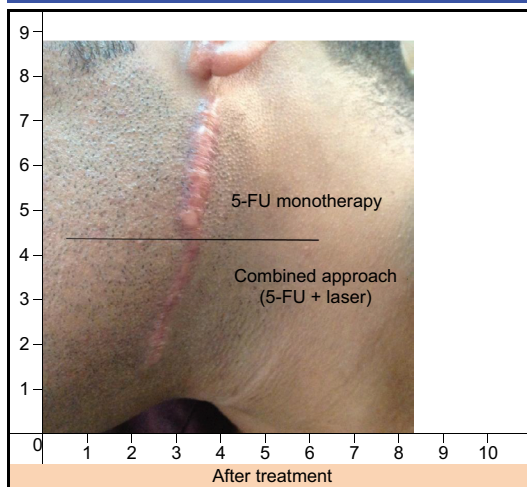 9
8
7
6
5
4
3
2
1
0
5-FU monotherapy
Combined approach
(5-FU + laser)
1 2 3 4 5 6 7 8 9 10
After treatment